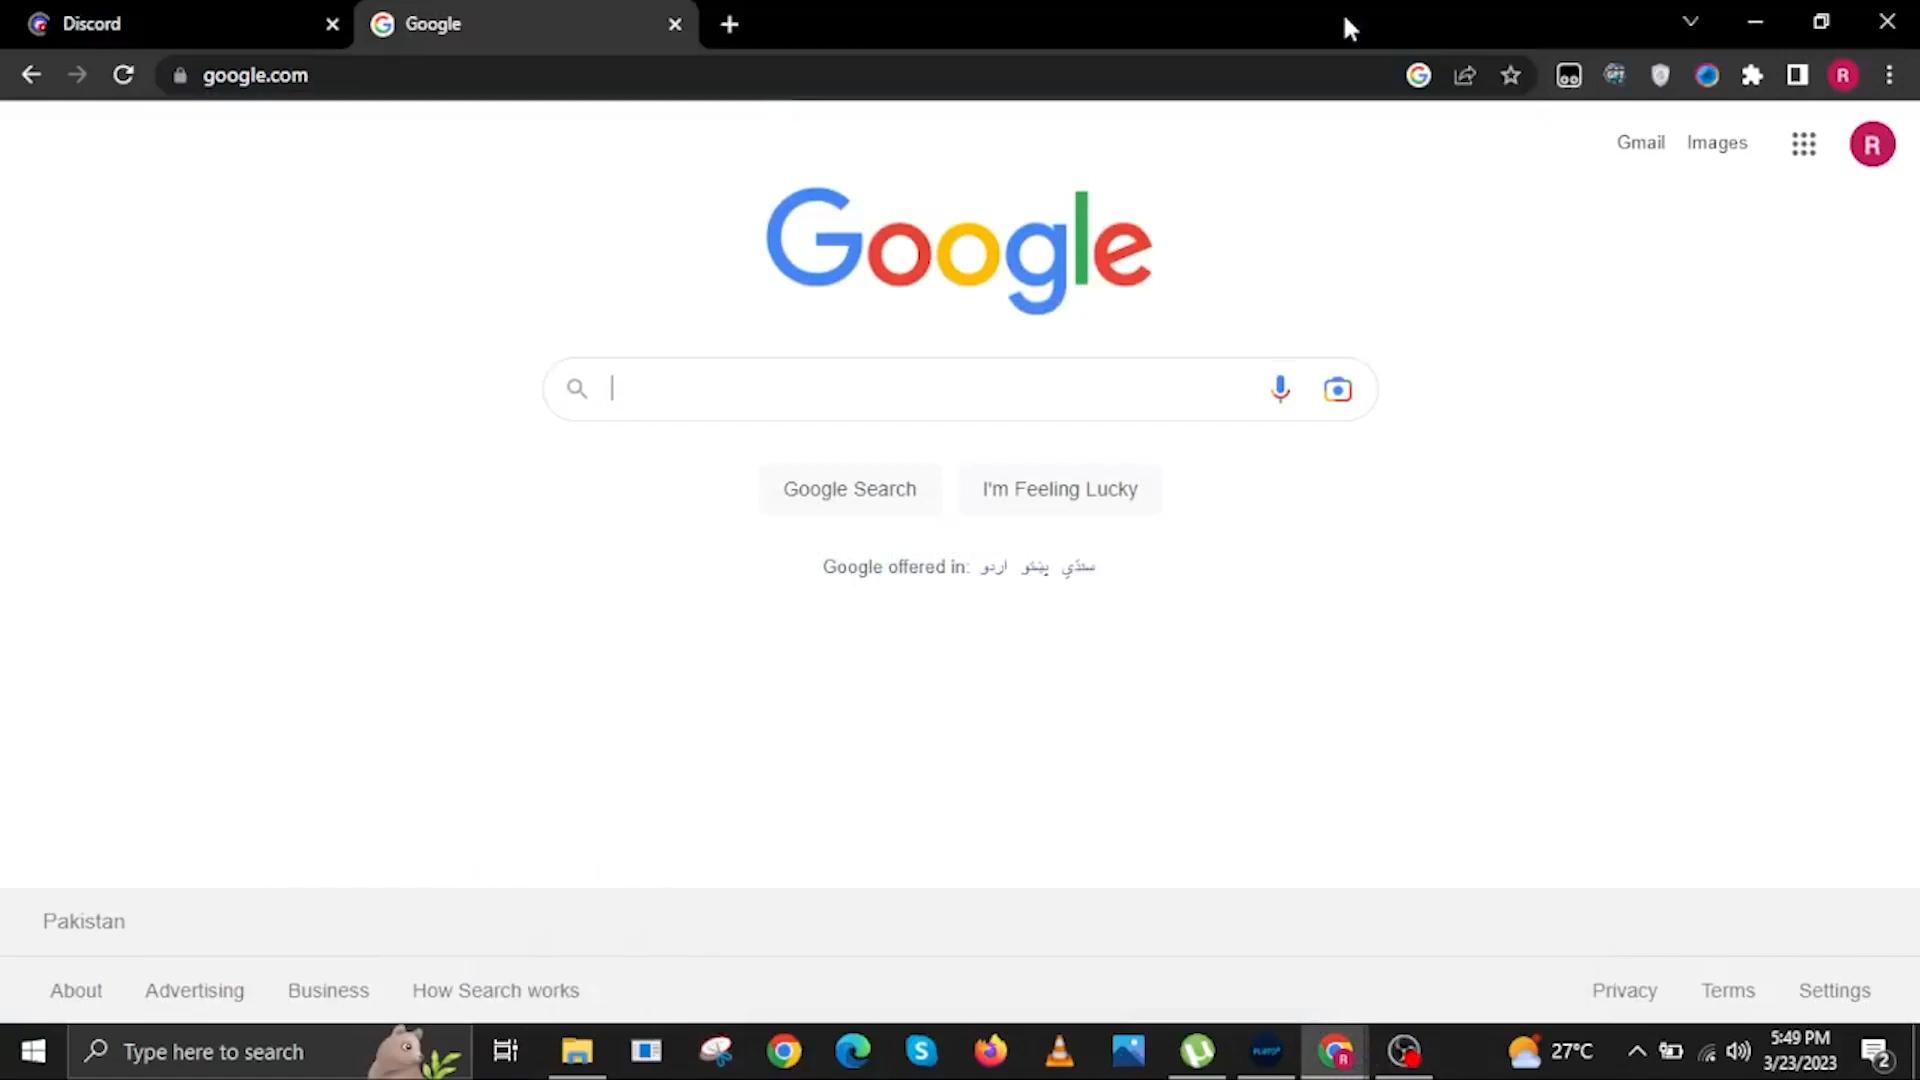 Discord
Google
google.com
Gmail Images
R
R
Google
Google Search I'm Feeling Lucky
Google offered in: اردو پښتو سنڌي
Pakistan
About Advertising Business How Search works
Privacy Terms Settings
Type here to search
27°C
5:49 PM
3/23/2023
2